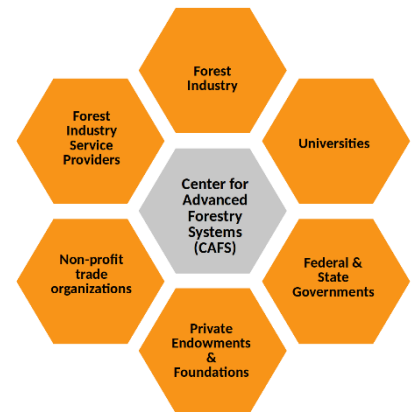 Forest
Industry
Forest
Industry
Service
Providers
Universities
Center for
Advanced
Forestry
Systems
(CAFS)
Non-profit
trade
organizations
Federal &
State
Governments
Private
Endowments
&
Foundations